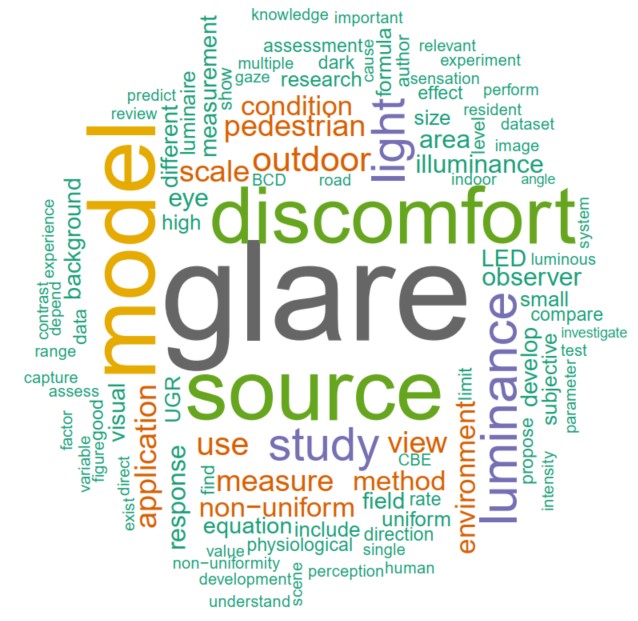 knowledge
important
assessment
cause
formula
author
relevant
multiple
dark
experiment
gaze
research
sensation
measurement
show
luminaire
effect
perform
predict
condition
size
resident
review
different
pedestrian
light
level
dataset
area
image
model
scale
outdoor
illuminance
BCD
road
indoor
angle
eye
high
discomfort
system
background
experience
contrast
depend
data
glare
LED
luminous
observer
small
compare
luminance
investigate
range
develop
subjective
test
parameter
capture
assess
source
limit
visual
UGR
application
good
figure
factor
variable
direct
exist
use
study
view
environment
propose
intensity
CBE
response
find
measure
method
non-uniform
field
rate
uniform
equation
include
direction
value
physiological
single
non-uniformity
development
scene
perception
human
understand